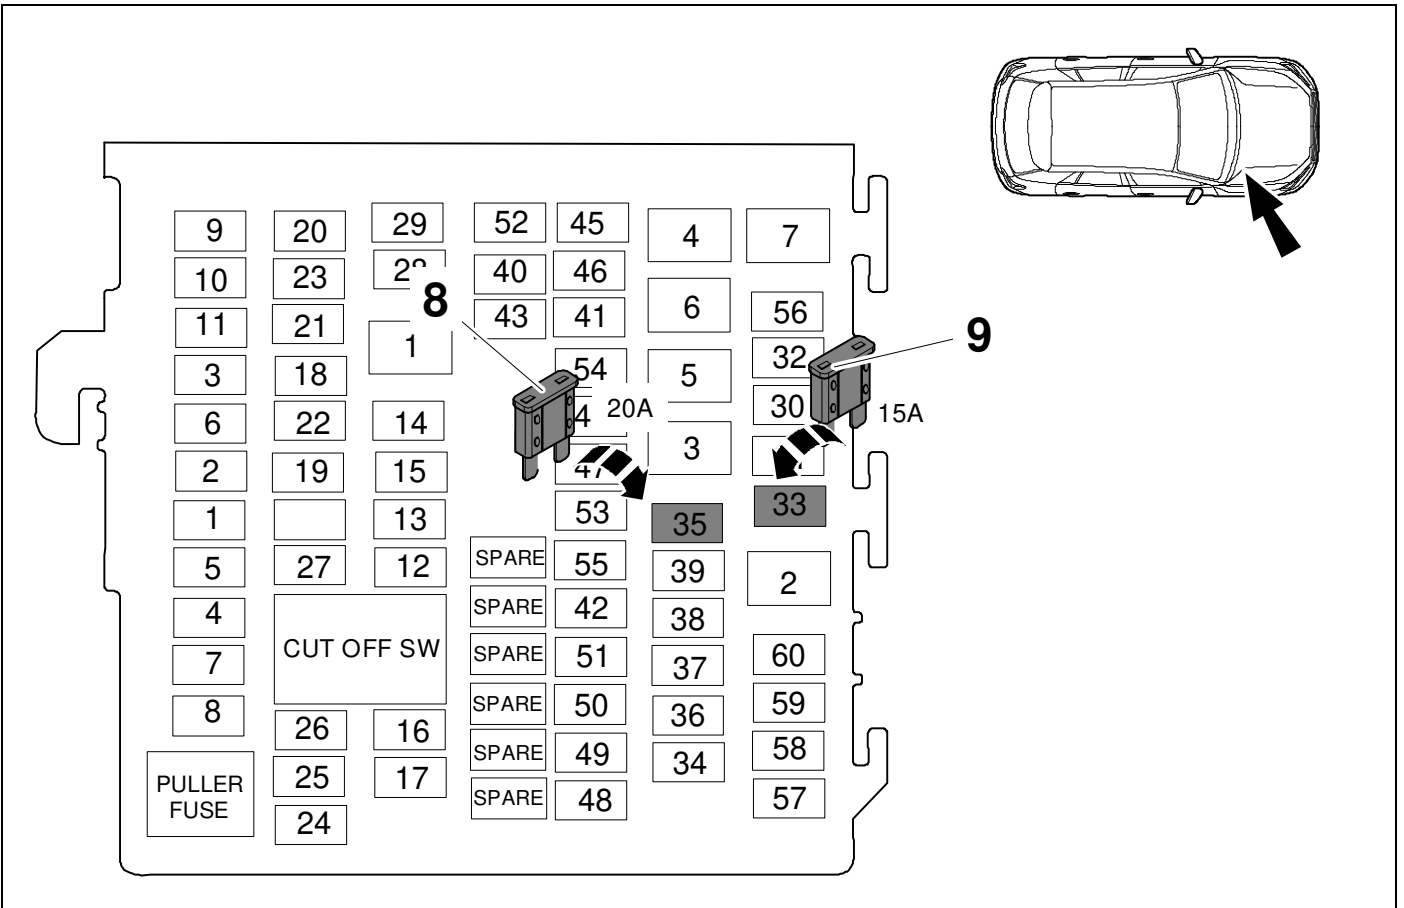 9 20 29 52 45 4 7
10 23 40 46
11 21 43 41 6 56
8
9
1
3 18 54 5 32
6 22 14 20A 3 30 15A
2 19 15 47
1 13 53 35 33
5 27 12 SPARE 55 39 2
4 SPARE 42 38
CUT OFF SW
7 SPARE 51 37 60
8 SPARE 50 36 59
26 16 SPARE 49 34 58
25 17 SPARE 48 57
24
PULLER
FUSE